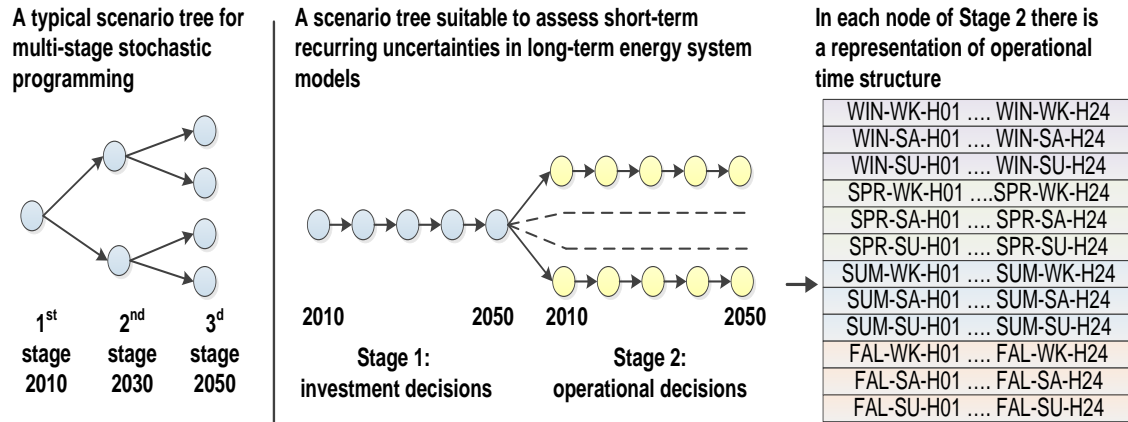 A typical scenario tree for
multi-stage stochastic
programming
1st
stage
2010
2nd
stage
2030
3d
stage
2050
A scenario tree suitable to assess short-term
recurring uncertainties in long-term energy system
models
2010
2050
2010
2050
Stage 1:
investment decisions
Stage 2:
operational decisions
In each node of Stage 2 there is
a representation of operational
time structure
WIN-WK-H01 .... WIN-WK-H24
WIN-SA-H01 .... WIN-SA-H24
WIN-SU-H01 .... WIN-SU-H24
SPR-WK-H01 ....SPR-WK-H24
SPR-SA-H01 .... SPR-SA-H24
SPR-SU-H01 .... SPR-SU-H24
SUM-WK-H01 .... SUM-WK-H24
SUM-SA-H01 .... SUM-SA-H24
SUM-SU-H01 .... SUM-SU-H24
FAL-WK-H01 .... FAL-WK-H24
FAL-SA-H01 .... FAL-SA-H24
FAL-SU-H01 .... FAL-SU-H24